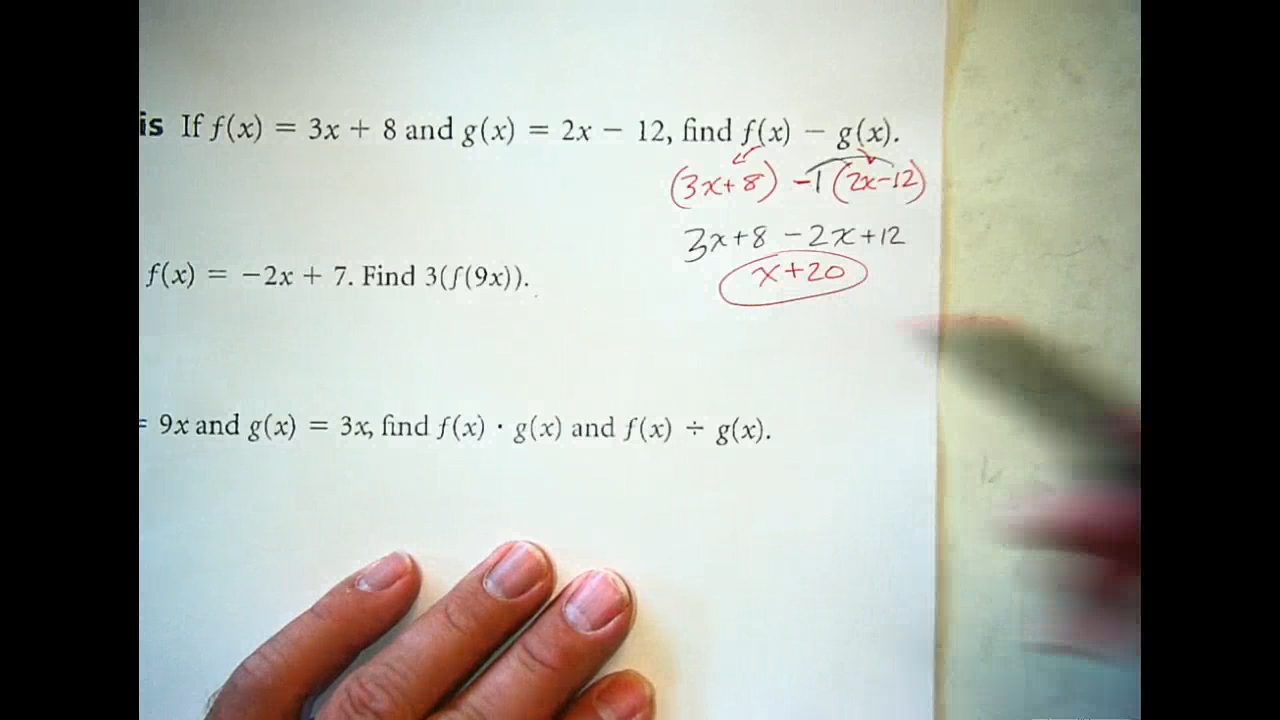 is If f(x) = 3x + 8 and g(x) = 2x − 12, find f(x) − g(x).
(3x+8) −1(2x−12)
3x+8 −2x+12
x+20
f(x) = −2x + 7. Find 3(f(9x)).
= 9x and g(x) = 3x, find f(x) · g(x) and f(x) ÷ g(x).